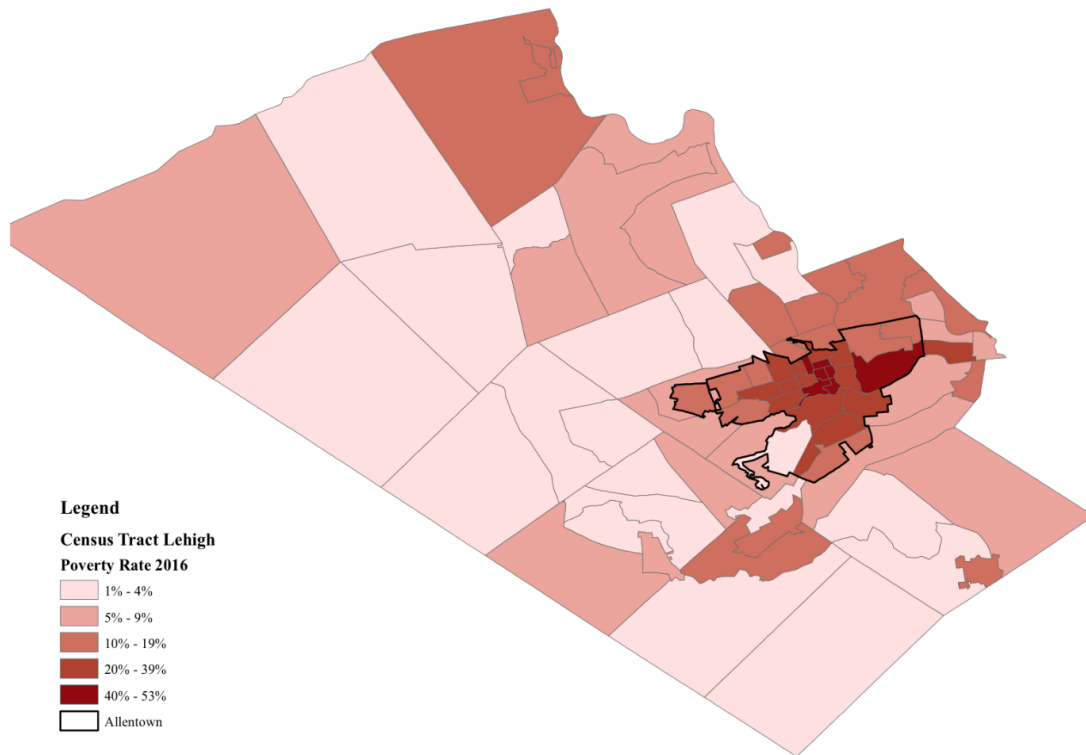 Legend
Census Tract Lehigh
Poverty Rate 2016
1% - 4%
5% - 9%
10% - 19%
20% - 39%
40% - 53%
Allentown